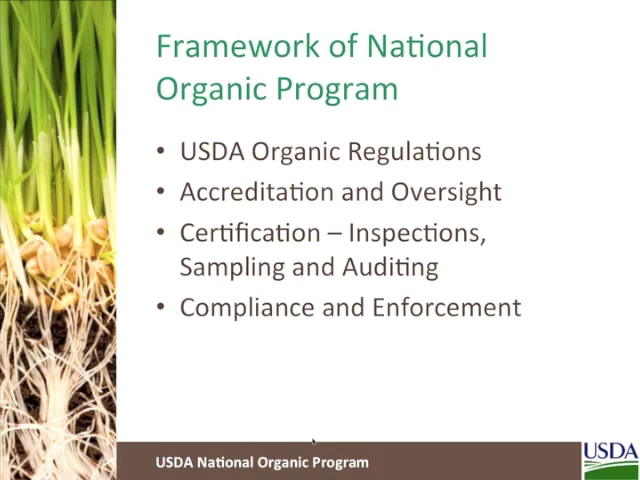 Framework of National
Organic Program
• USDA Organic Regulations
• Accreditation and Oversight
• Certification – Inspections,
Sampling and Auditing
• Compliance and Enforcement
USDA National Organic Program
USDA